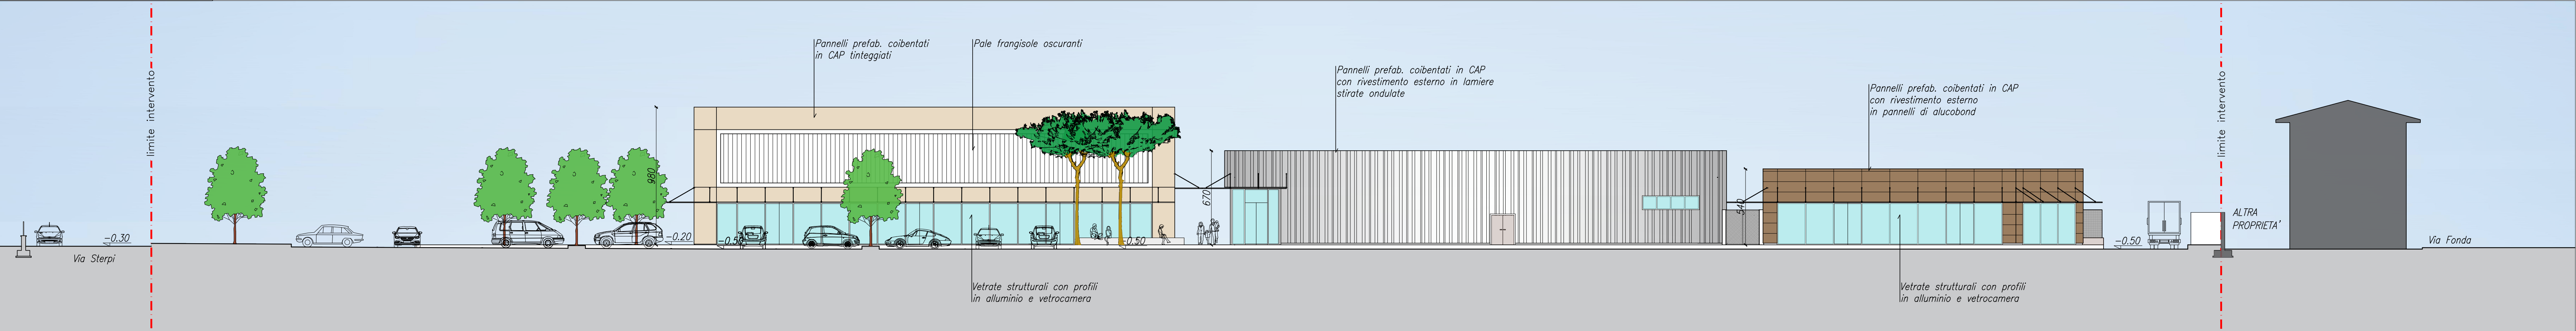 limite intervento
-0.30
Via Sterpi
Pannelli prefab. coibentati
in CAP tinteggiati
Pale frangisole oscuranti
980
-0.20
-0.50
-0.50
Vetrate strutturali con profili
in alluminio e vetrocamera
670
Pannelli prefab. coibentati in CAP
con rivestimento esterno in lamiere
stirate ondulate
540
Pannelli prefab. coibentati in CAP
con rivestimento esterno
in pannelli di alucobond
Vetrate strutturali con profili
in alluminio e vetrocamera
-0.50
limite intervento
ALTRA
PROPRIETA'
Via Fonda